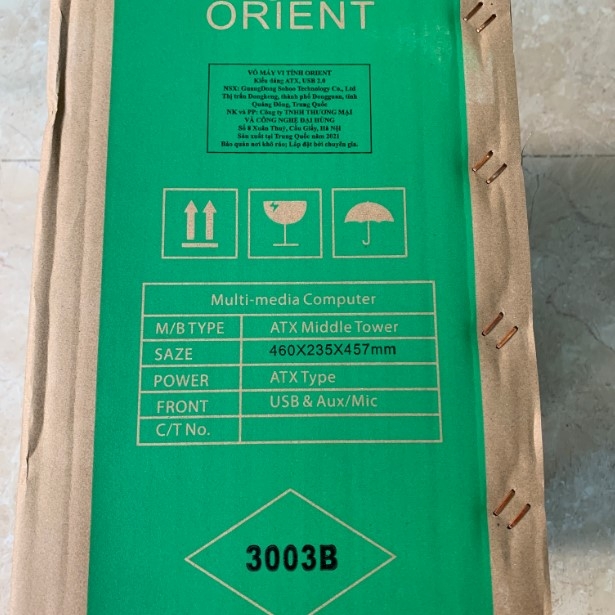 ORIENT
VỎ MÁY VI TÍNH ORIENT
Kiểu dáng ATX, USB 2.0
NSX: GuangDong Sohoo Technology Co., Ltd
Thị trấn Dongkeng, thành phố Dongguan, tỉnh
Quảng Đông, Trung Quốc
NK và PP: Công ty TNHH THƯƠNG MẠI
VÀ CÔNG NGHỆ ĐẠI HÙNG
Số 8 Xuân Thuỷ, Cầu Giấy, Hà Nội
Sản xuất tại Trung Quốc năm 2021
Bảo quản nơi khô ráo; Lắp đặt bởi chuyên gia.
Multi-media Computer
M/B TYPE ATX Middle Tower
SAZE 460X235X457mm
POWER ATX Type
FRONT USB & Aux/Mic
C/T No.
3003B